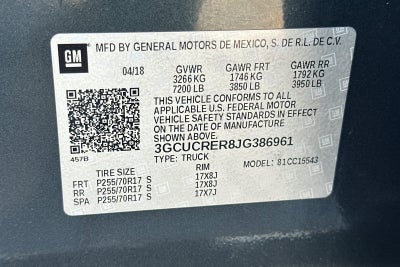 GM
MFD BY GENERAL MOTORS DE MEXICO, S. DE R.L. DE C.V.
04/18 GVWR GAWR FRT GAWR RR
3266 KG 1746 KG 1792 KG
7200 LB 3850 LB 3950 LB
THIS VEHICLE CONFORMS TO ALL
APPLICABLE U.S. FEDERAL MOTOR
VEHICLE SAFETY STANDARDS IN EFFECT
ON THE DATE OF MANUFACTURE
SHOWN ABOVE.
3GCUCRER8JG386961
457B
TYPE: TRUCK MODEL: 81CC15543
TIRE SIZE RIM
FRT P255/70R17 S 17X8J
RR P255/70R17 S 17X8J
SPA P255/70R17 S 17X7J